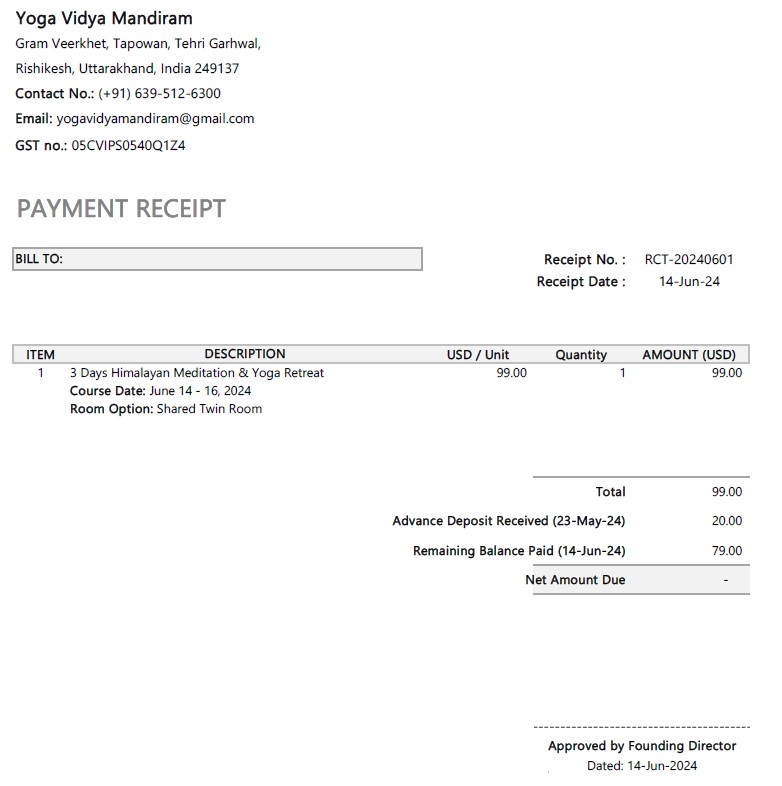 Yoga Vidya Mandiram
Gram Veerkhet, Tapowan, Tehri Garhwal,
Rishikesh, Uttarakhand, India 249137
Contact No.: (+91) 639-512-6300
Email: yogavidyamandiram@gmail.com
GST no.: 05CVIPS0540Q1Z4
PAYMENT RECEIPT
BILL TO:
Receipt No. : RCT-20240601
Receipt Date : 14-Jun-24
ITEM DESCRIPTION USD / Unit Quantity AMOUNT (USD)
1 3 Days Himalayan Meditation & Yoga Retreat 99.00 1 99.00
Course Date: June 14 - 16, 2024
Room Option: Shared Twin Room
Total 99.00
Advance Deposit Received (23-May-24) 20.00
Remaining Balance Paid (14-Jun-24) 79.00
Net Amount Due -
Approved by Founding Director
Dated: 14-Jun-2024